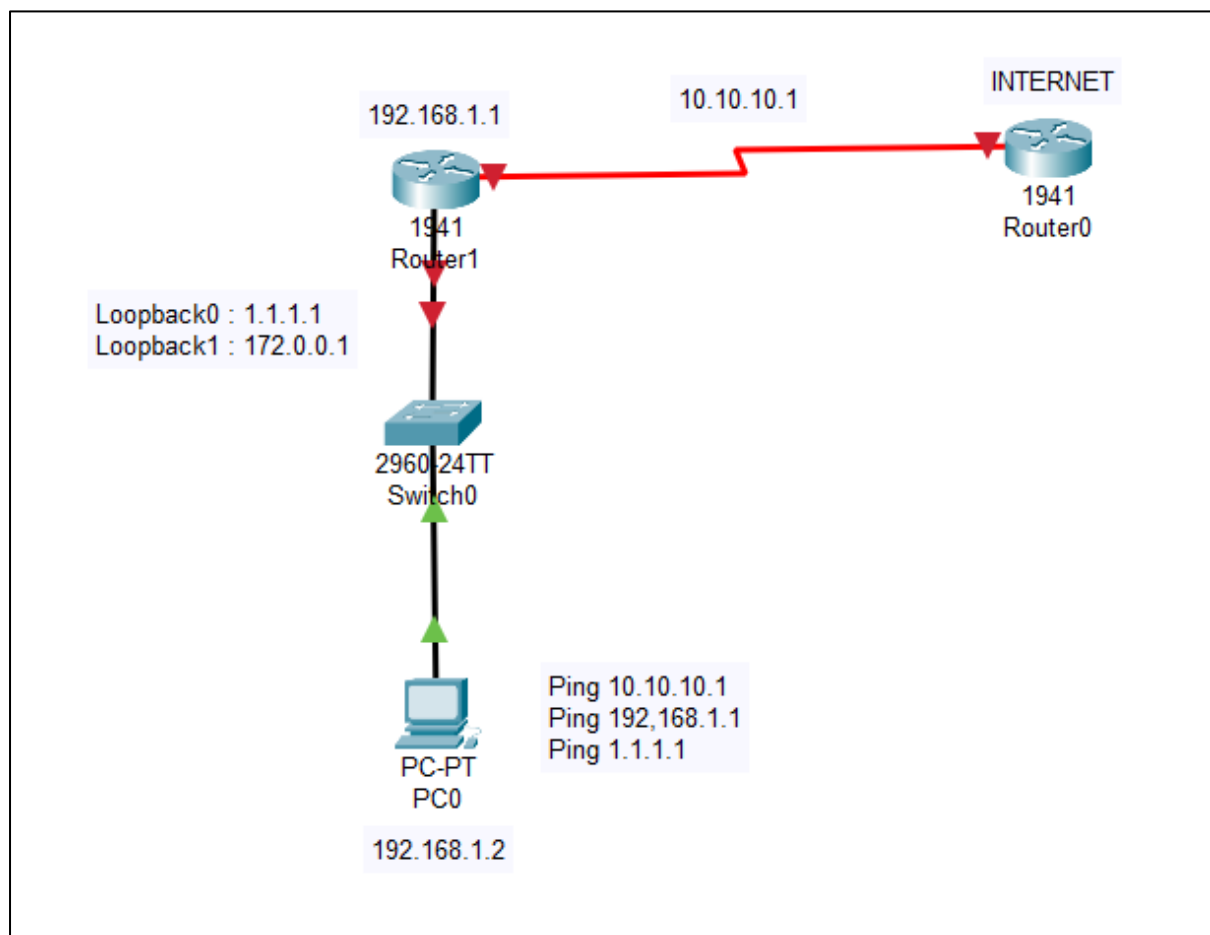 INTERNET
10.10.10.1
192.168.1.1
1941
Router0
1941
Router1
Loopback0 : 1.1.1.1
Loopback1 : 172.0.0.1
2960-24TT
Switch0
Ping 10.10.10.1
Ping 192,168.1.1
Ping 1.1.1.1
PC-PT
PC0
192.168.1.2